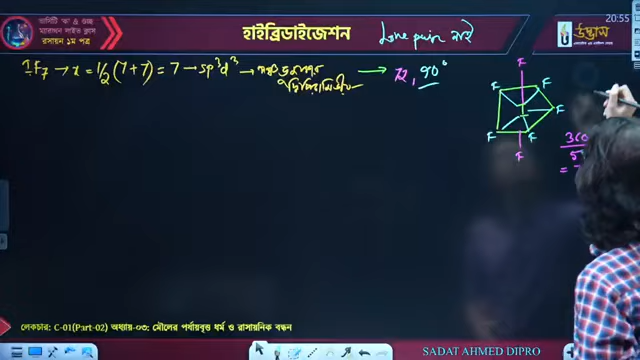 ভার্সিটি 'ক' ও গুচ্ছ
ম্যারাথন লাইভ ক্লাস
রসায়ন ১ম পত্র
হাইব্রিডাইজেশন
Lone pair নাই
উদ্ভাস
20:55
IF₇ → x = 1/2 (7+7) = 7 → sp³d³ → পঞ্চভুজাকার → 72, 90°
দ্বিপিরামিডীয়
F
F F
F
F F
F
360
=
লেকচার: C-01(Part-02) অধ্যায়-০৩: মৌলের পর্যায়বৃত্ত ধর্ম ও রাসায়নিক বন্ধন
SADAT AHMED DIPRO